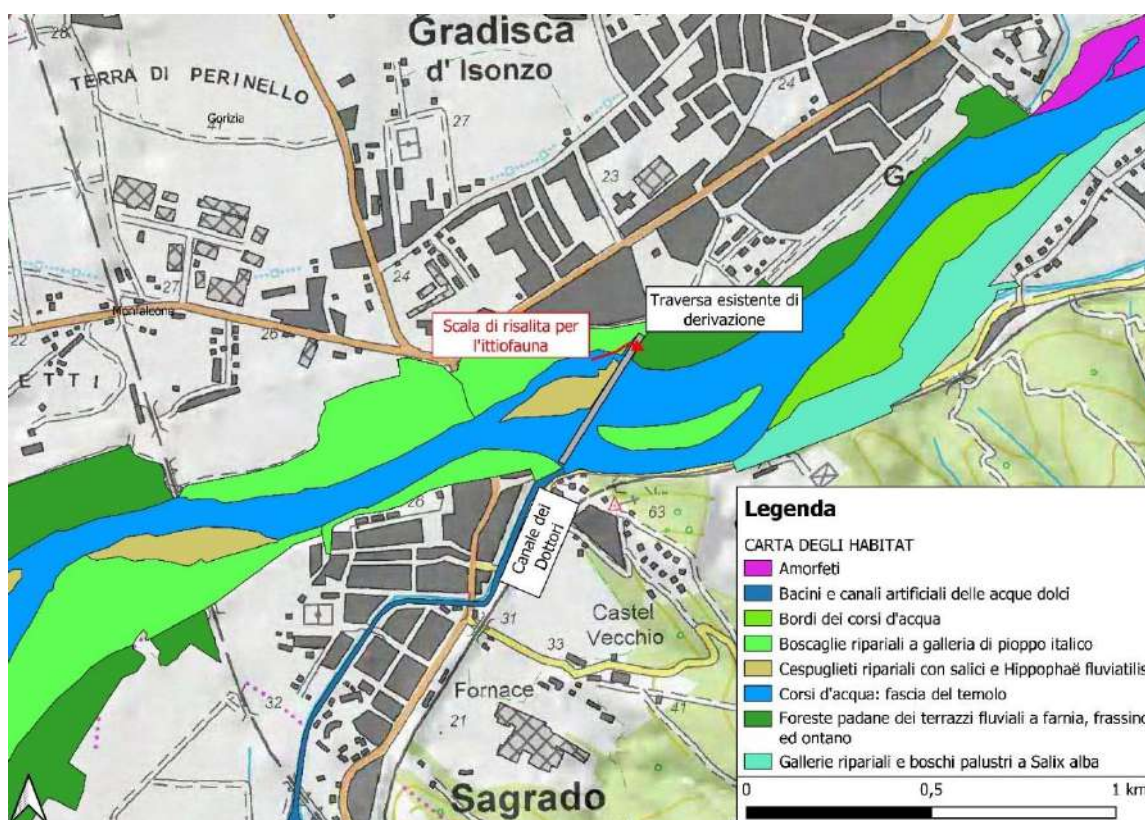 Gradisca
d' Isonzo
28
TERRA DI PERINELLO
Gorizia
41
27
24
23
27
24
Monfalcone
26
22
ETTI
Scala di risalita per
l'ittiofauna
Traversa esistente di
derivazione
28
63
Canale dei
Dottori
32
31
33
Castel
Vecchio
Fornace
21
41
Sagrado
Legenda
CARTA DEGLI HABITAT
Amorfeti
Bacini e canali artificiali delle acque dolci
Bordi dei corsi d'acqua
Boscaglie ripariali a galleria di pioppo italico
Cespuglieti ripariali con salici e Hippophaë fluviatilis
Corsi d'acqua: fascia del temolo
Foreste padane dei terrazzi fluviali a farnia, frassino
ed ontano
Gallerie ripariali e boschi palustri a Salix alba
0 0,5 1 km